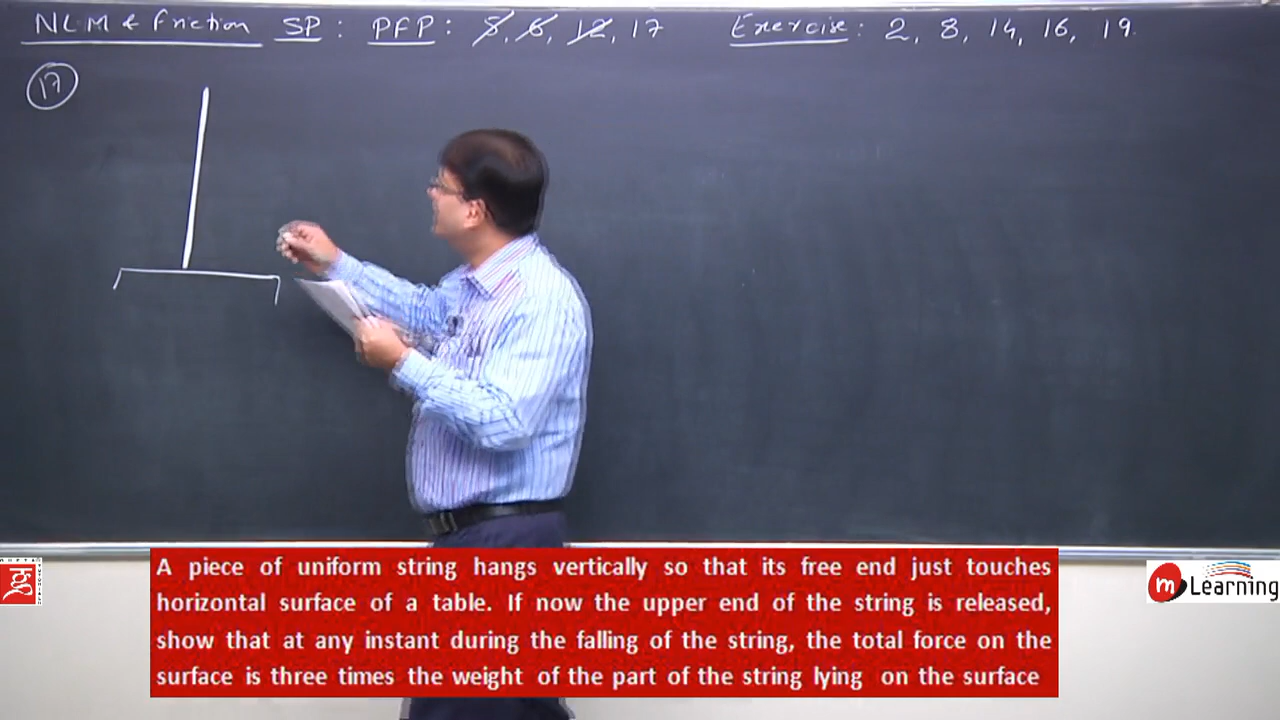 NLM & Friction SP : PFP : 5, 6, 12, 17 Exercise : 2, 8, 14, 16, 19.
17
A piece of uniform string hangs vertically so that its free end just touches
horizontal surface of a table. If now the upper end of the string is released,
show that at any instant during the falling of the string, the total force on the
surface is three times the weight of the part of the string lying on the surface
m Learning